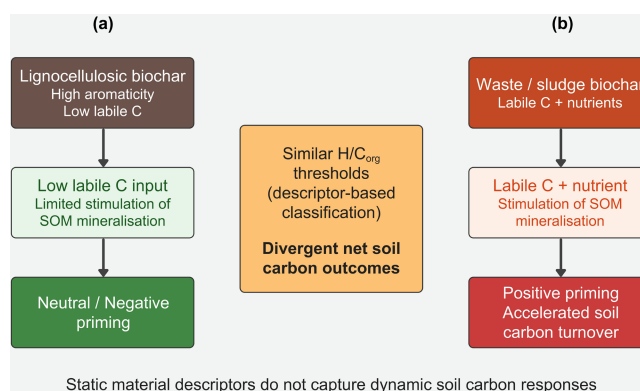 (a)
Lignocellulosic biochar
High aromaticity
Low labile C
Low labile C input
Limited stimulation of
SOM mineralisation
Neutral / Negative
priming
Similar H/Corg
thresholds
(descriptor-based
classification)
Divergent net soil
carbon outcomes
(b)
Waste / sludge biochar
Labile C + nutrients
Labile C + nutrient
Stimulation of SOM
mineralisation
Positive priming
Accelerated soil
carbon turnover
Static material descriptors do not capture dynamic soil carbon responses